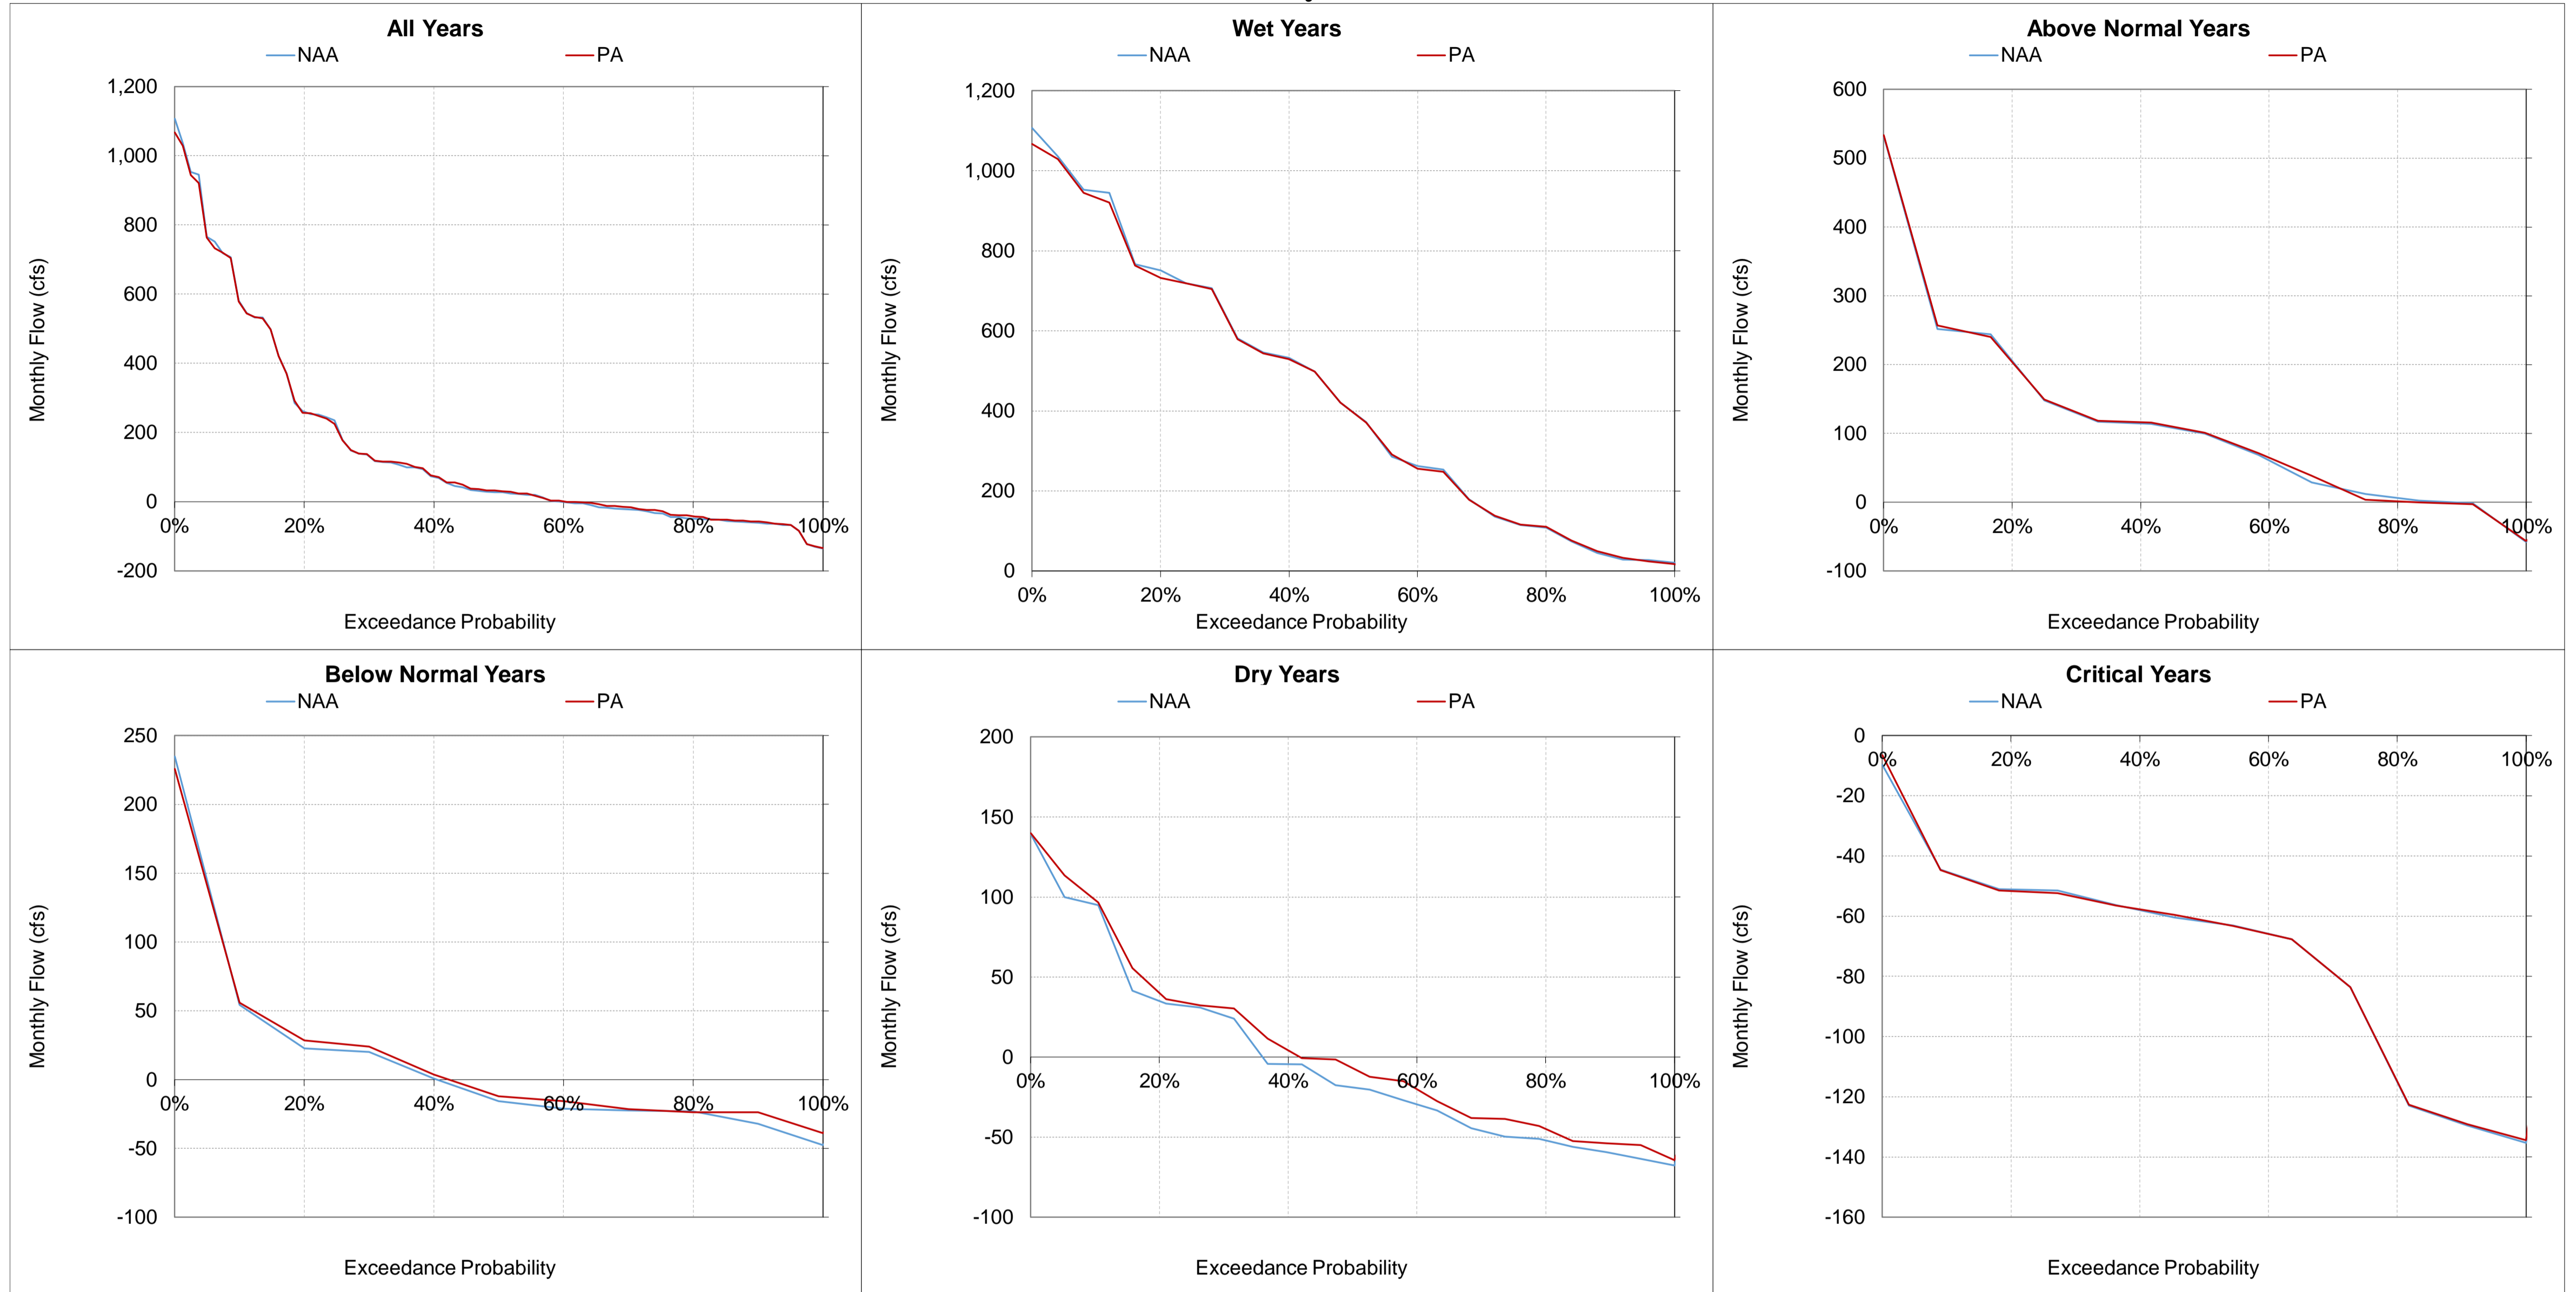 All Years
NAA PA
1,200
1,000
800
600
400
200
0
-200
0% 20% 40% 60% 80% 100%
Monthly Flow (cfs)
Exceedance Probability
Wet Years
NAA PA
1,200
1,000
800
600
400
200
0
0% 20% 40% 60% 80% 100%
Monthly Flow (cfs)
Exceedance Probability
Above Normal Years
NAA PA
600
500
400
300
200
100
0
-100
0% 20% 40% 60% 80% 100%
Monthly Flow (cfs)
Exceedance Probability
Below Normal Years
NAA PA
250
200
150
100
50
0
-50
-100
0% 20% 40% 60% 80% 100%
Monthly Flow (cfs)
Exceedance Probability
Dry Years
NAA PA
200
150
100
50
0
-50
-100
0% 20% 40% 60% 80% 100%
Monthly Flow (cfs)
Exceedance Probability
Critical Years
NAA PA
0
-20
-40
-60
-80
-100
-120
-140
-160
0% 20% 40% 60% 80% 100%
Monthly Flow (cfs)
Exceedance Probability